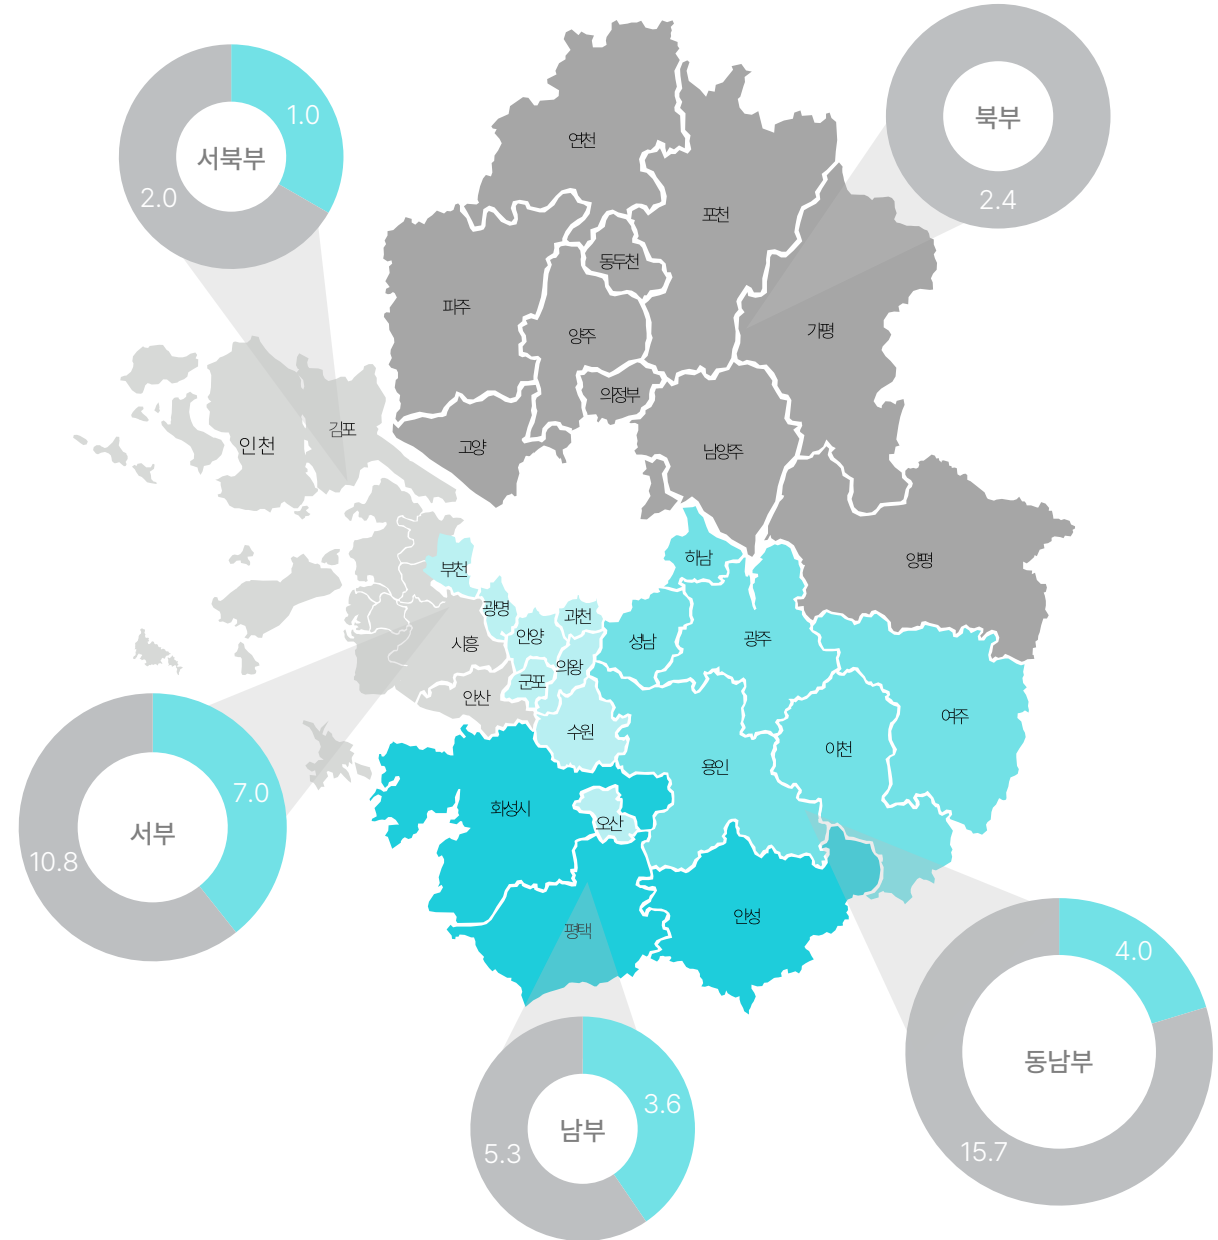 북부
2.4
1.0
서북부
2.0
연천
포천
동두천
파주
양주
가평
의정부
김포
인천
고양
남양주
양평
하남
부천
광명
과천
안양
성남
광주
시흥
의왕
군포
안산
여주
수원
이천
용인
7.0
서부
10.8
화성시
오산
안성
평택
4.0
동남부
15.7
3.6
남부
5.3